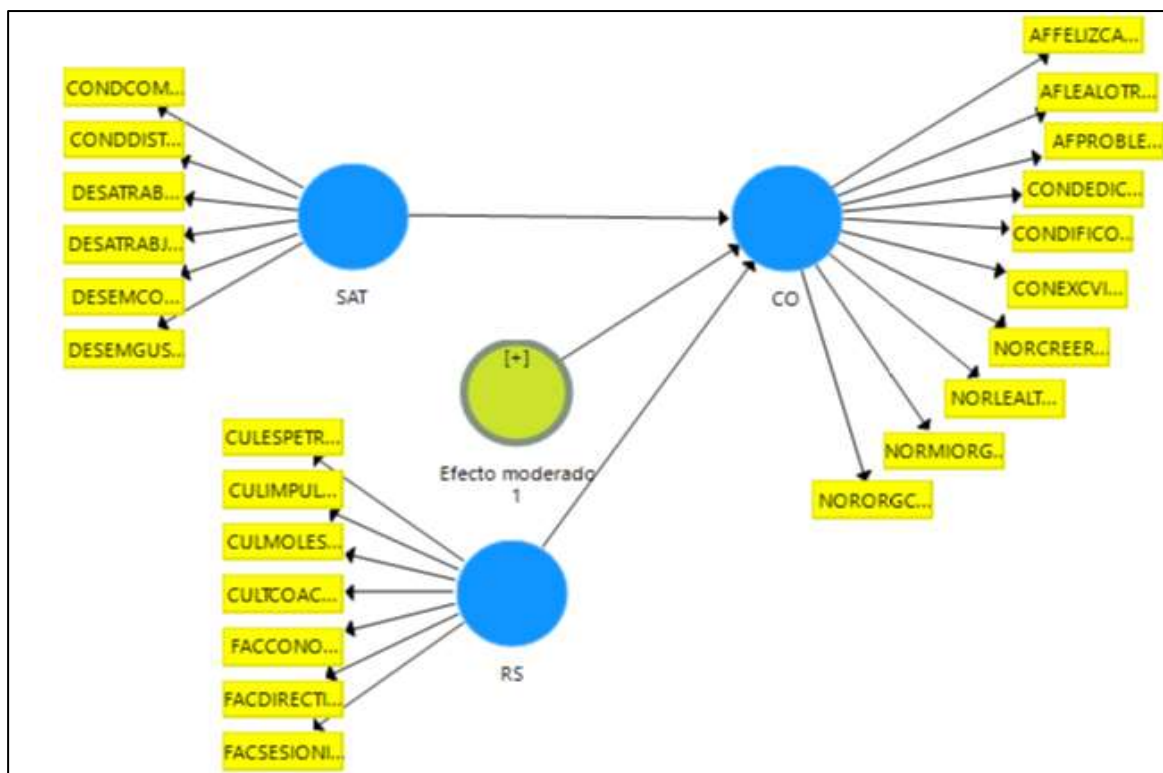 CONDCOM...
CONDDIST...
DESATRAB...
DESATRABJ...
DESEMCO...
DESEMGUS...
SAT
AFFELIZCA...
AFLEALOTR...
AFPROBLE...
CONDEDIC...
CONDIFICO...
CONEXCVI...
NORCREER...
NORLEALT...
NORMIORG..
NORORGC...
CO
[+]
Efecto moderado
1
CULESPETR...
CULIMPUL...
CULMOLES...
CULTCOAC...
FACCONO...
FACDIRECTI...
FACSESIONI...
RS